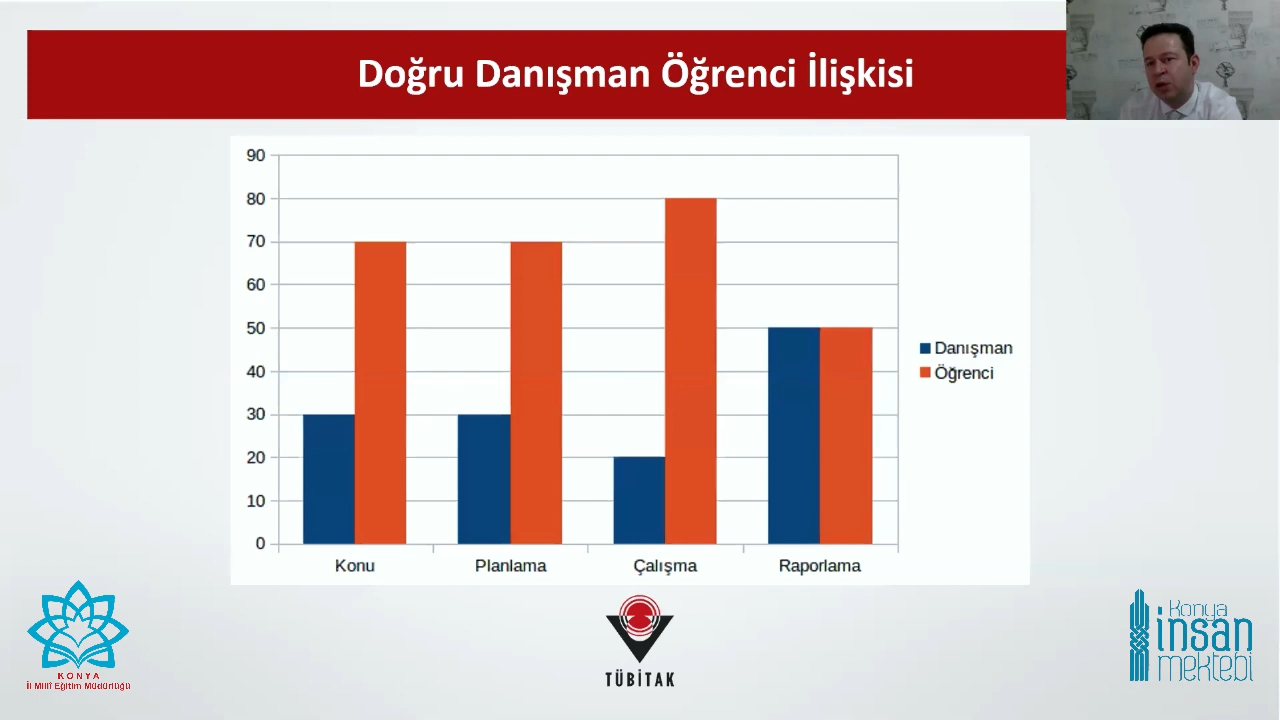 Doğru Danışman Öğrenci İlişkisi
90
80
70
60
50
40
30
20
10
0
Konu
Planlama
Çalışma
Raporlama
Danışman
Öğrenci
KONYA
İl Millî Eğitim Müdürlüğü
TÜBİTAK
Konya
insan
mektebi